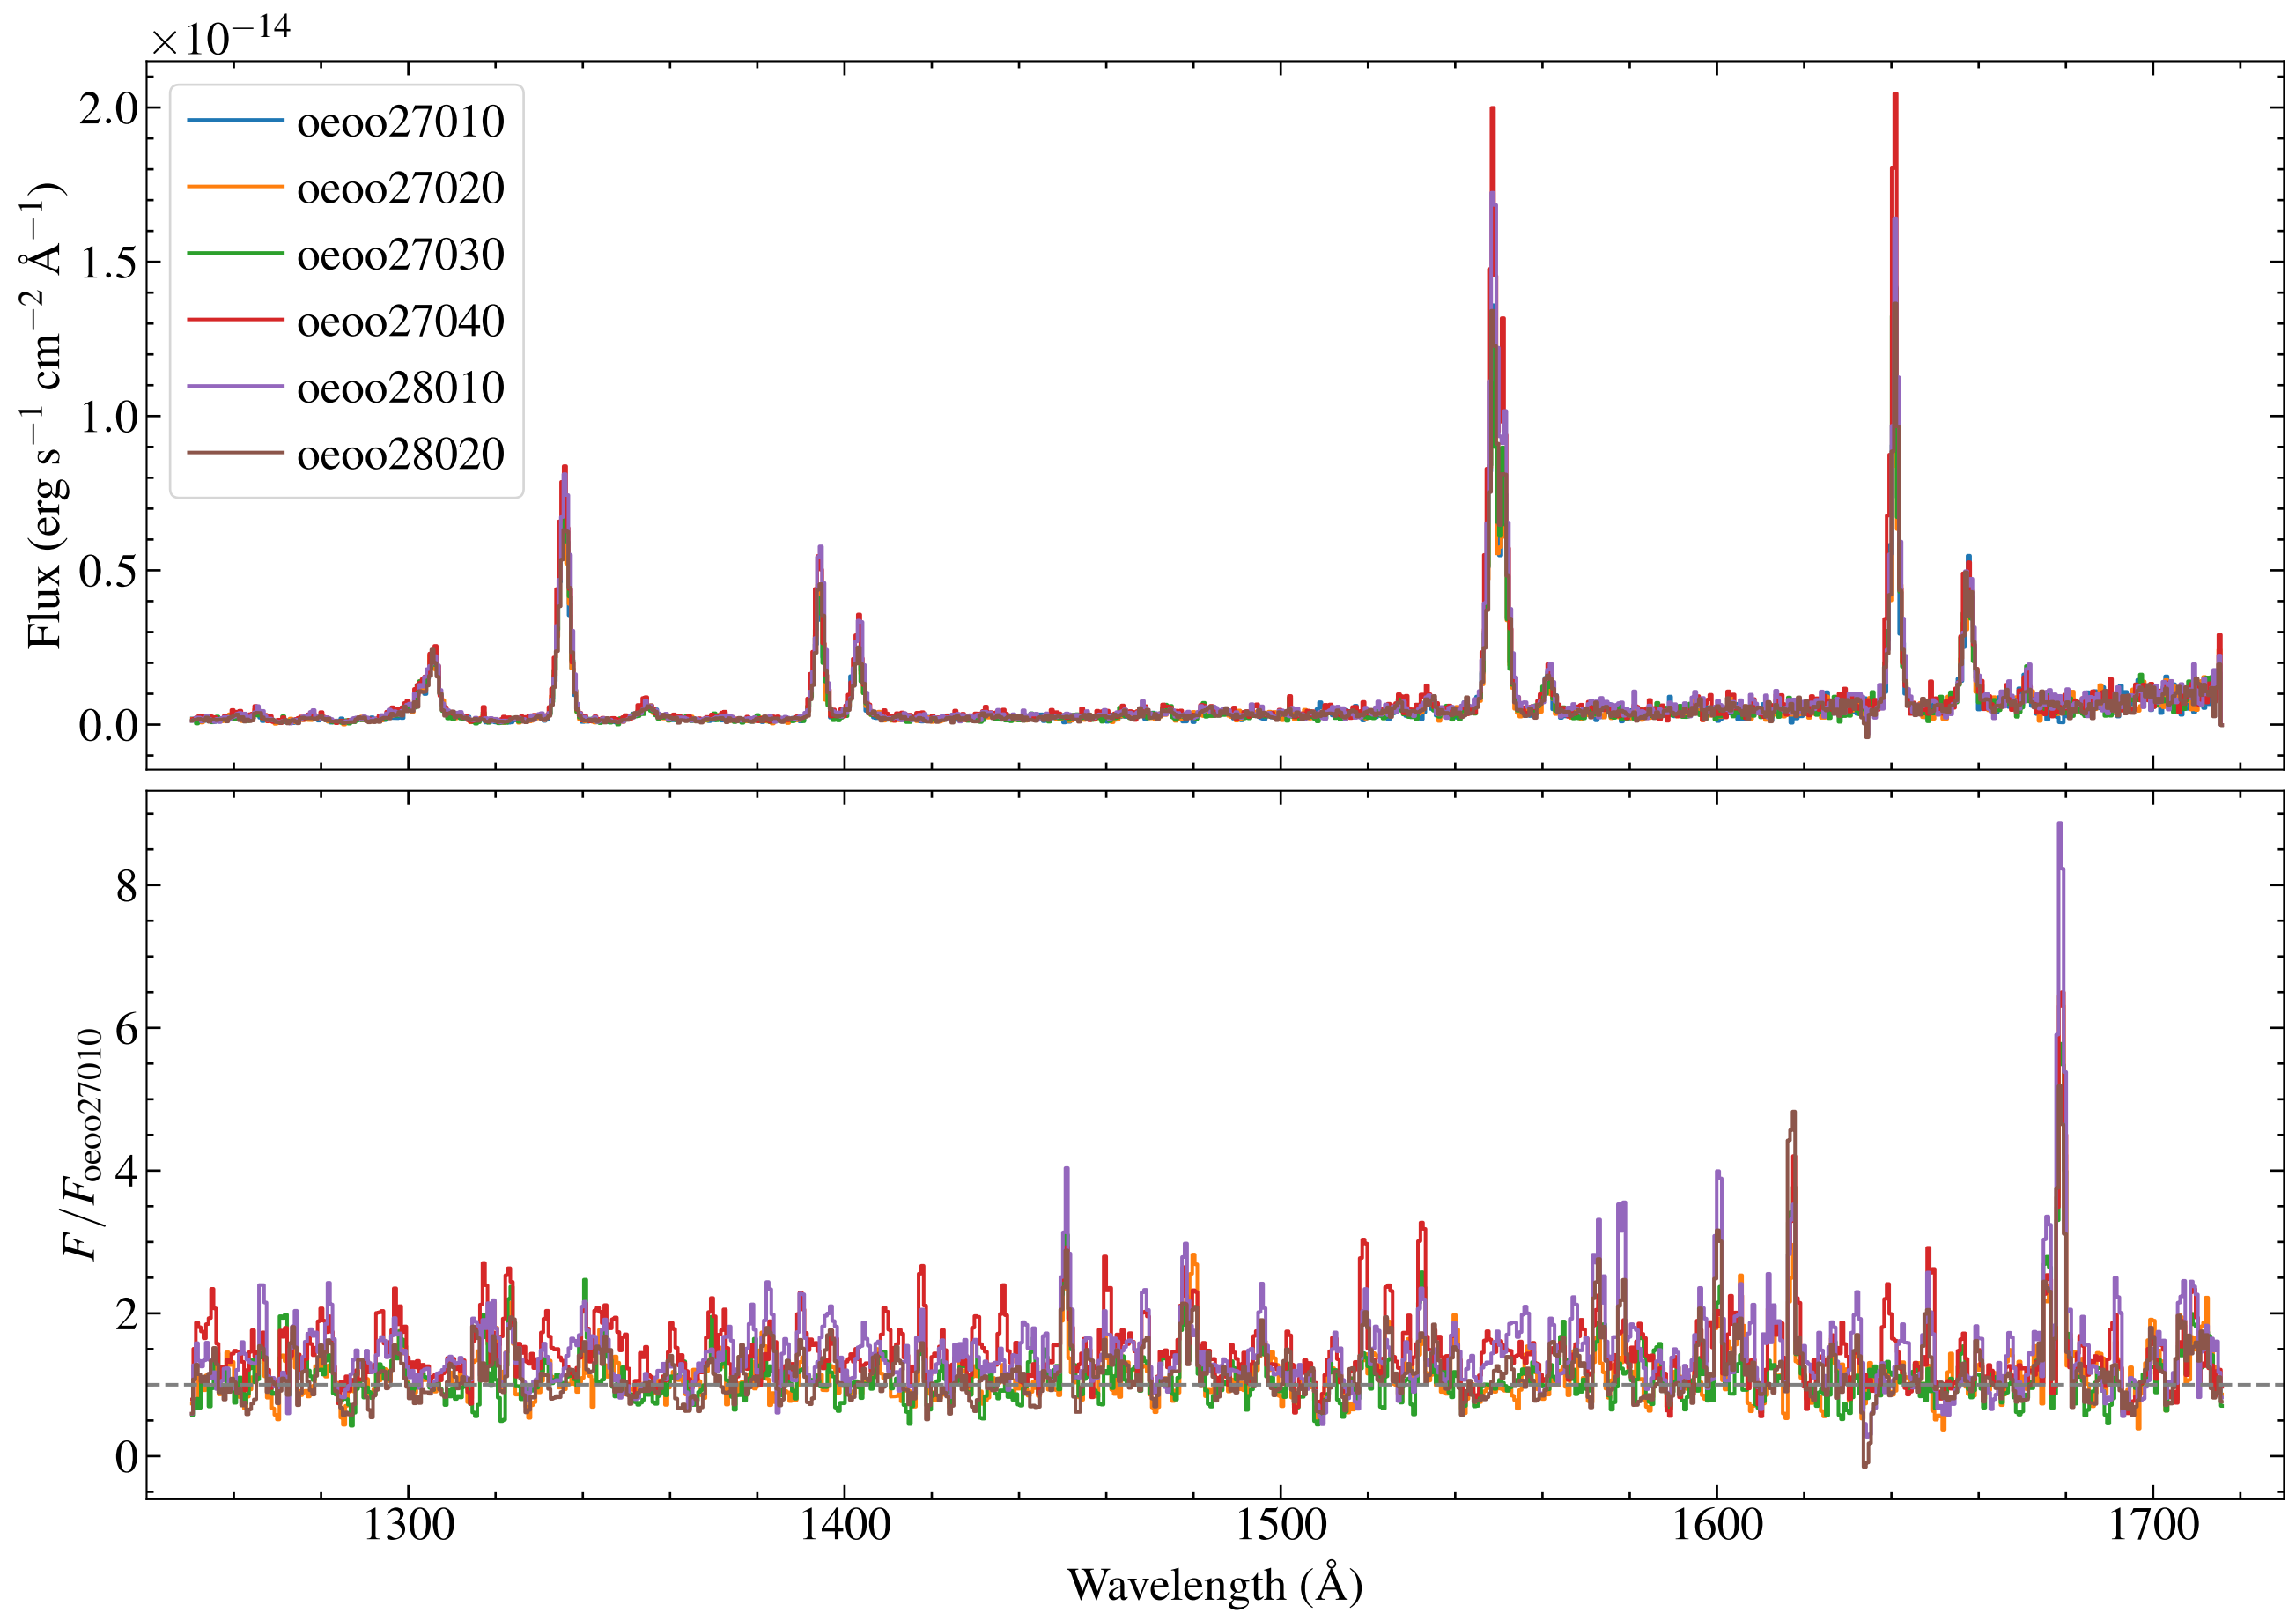 ×10−14
2.0
1.5
1.0
0.5
0.0
Flux (erg s−1 cm−2 Å−1)
oeoo27010
oeoo27020
oeoo27030
oeoo27040
oeoo28010
oeoo28020
8
6
4
2
0
F/Foeoo27010
1300 1400 1500 1600 1700
Wavelength (Å)